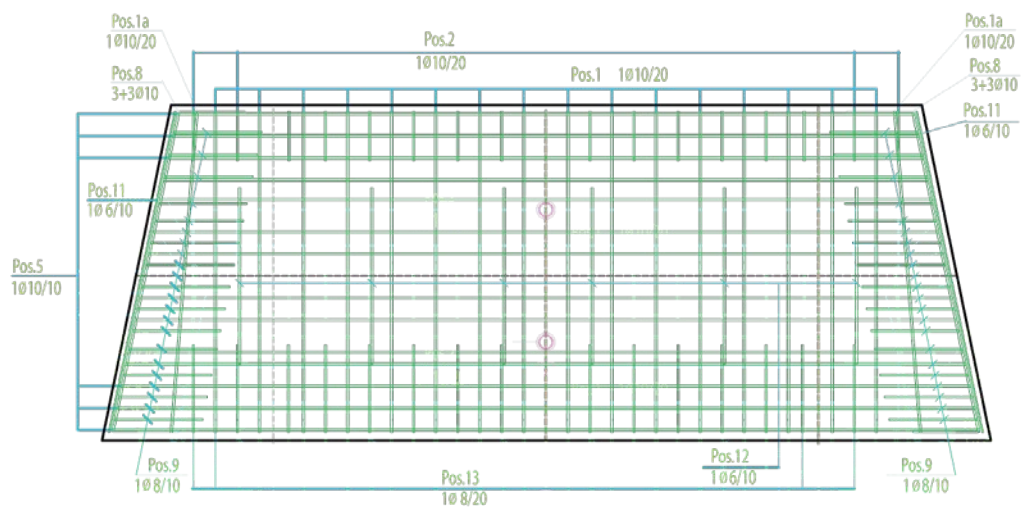 Pos.1a
1Ø10/20
Pos.1a
1Ø10/20
Pos.2
1Ø10/20
Pos.1 1Ø10/20
Pos.8
3+3Ø10
Pos.8
3+3Ø10
Pos.11
1Ø6/10
Pos.11
1Ø6/10
Pos.5
1Ø10/10
Pos.9
1Ø8/10
Pos.13
1Ø8/20
Pos.12
1Ø6/10
Pos.9
1Ø8/10